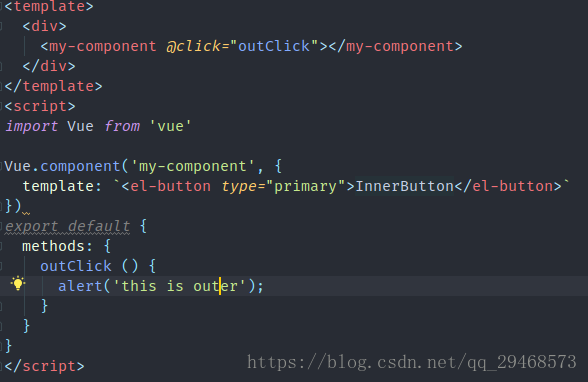 <template>
  <div>
    <my-component @click="outClick"></my-component>
  </div>
</template>
<script>
import Vue from 'vue'

Vue.component('my-component', {
  template: `<el-button type="primary">InnerButton</el-button>`
})
export default {
  methods: {
    outClick () {
      alert('this is outer');
    }
  }
}
</script>
https://blog.csdn.net/qq_29468573